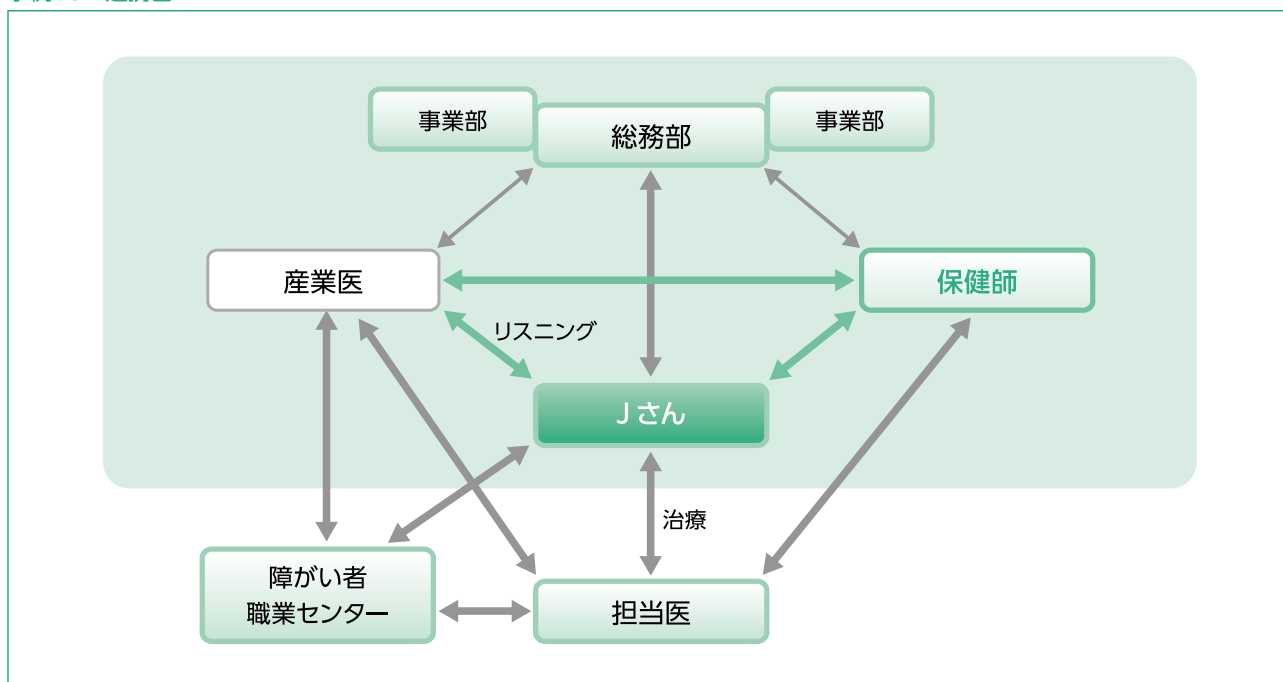 事業部
総務部
事業部
産業医
保健師
リスニング
Jさん
治療
障がい者
職業センター
担当医